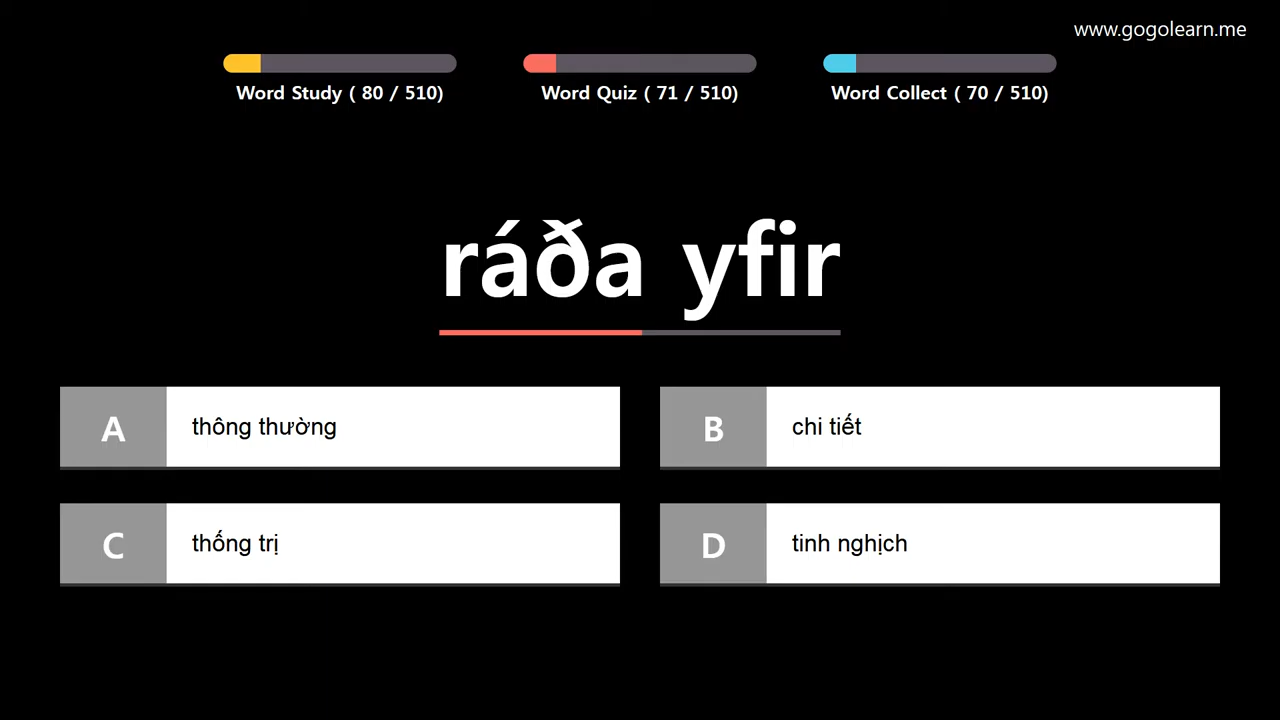 www.gogolearn.me
Word Study ( 80 / 510)
Word Quiz ( 71 / 510)
Word Collect ( 70 / 510)
ráða yfir
A
thông thường
B
chi tiết
C
thống trị
D
tinh nghịch